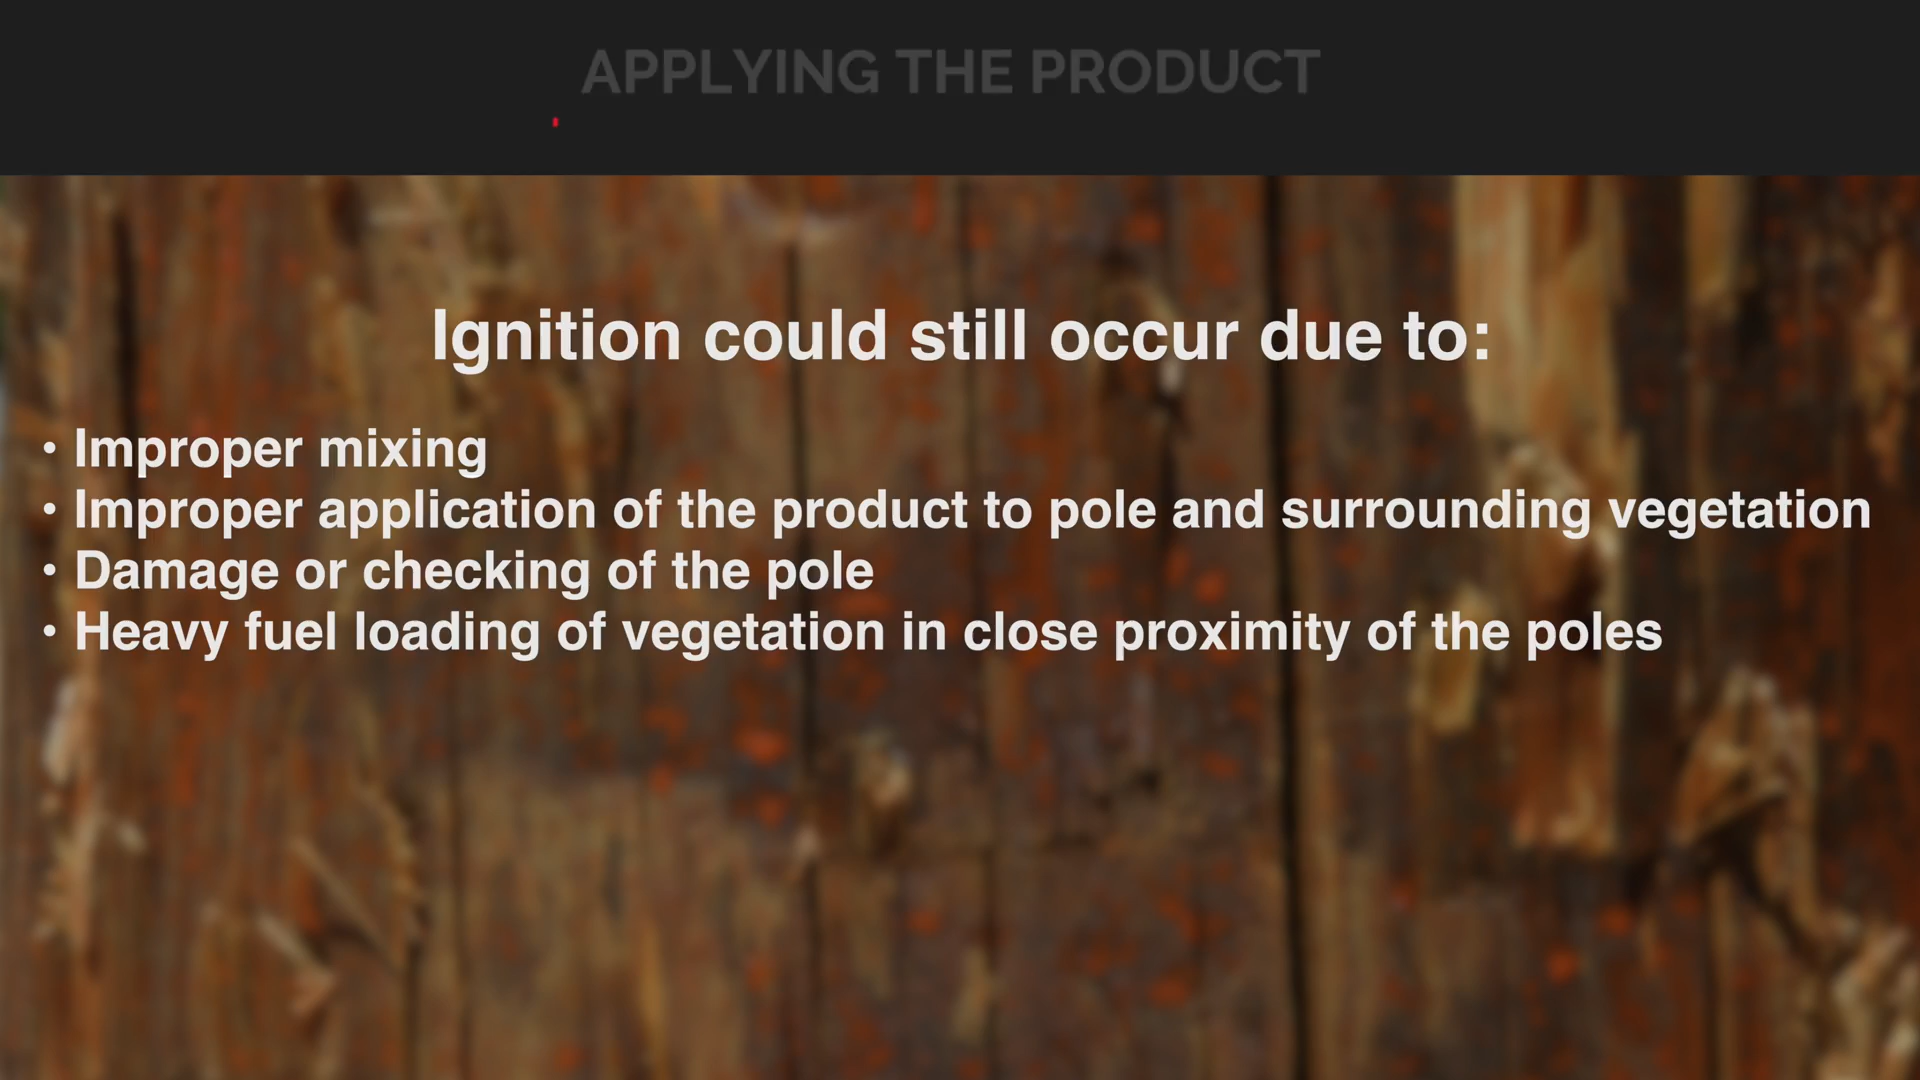 APPLYING THE PRODUCT
Ignition could still occur due to:
• Improper mixing
• Improper application of the product to pole and surrounding vegetation
• Damage or checking of the pole
• Heavy fuel loading of vegetation in close proximity of the poles